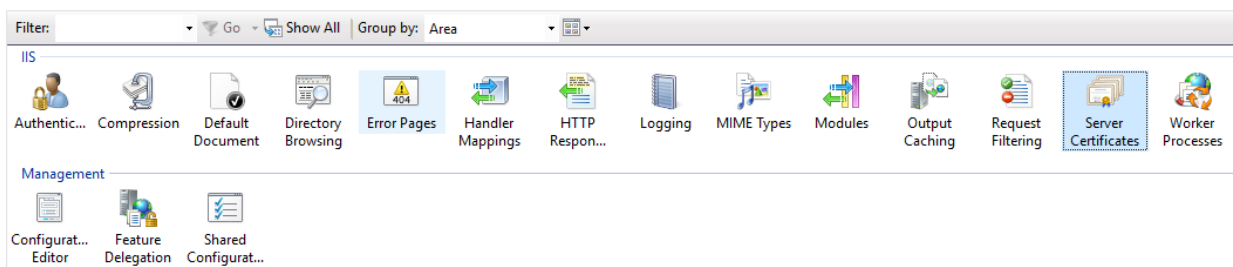 Filter: Go Show All Group by: Area
IIS
404
Authentic... Compression Default Document Directory Browsing Error Pages Handler Mappings HTTP Respon... Logging MIME Types Modules Output Caching Request Filtering Server Certificates Worker Processes
Management
Configurat... Editor Feature Delegation Shared Configurat...